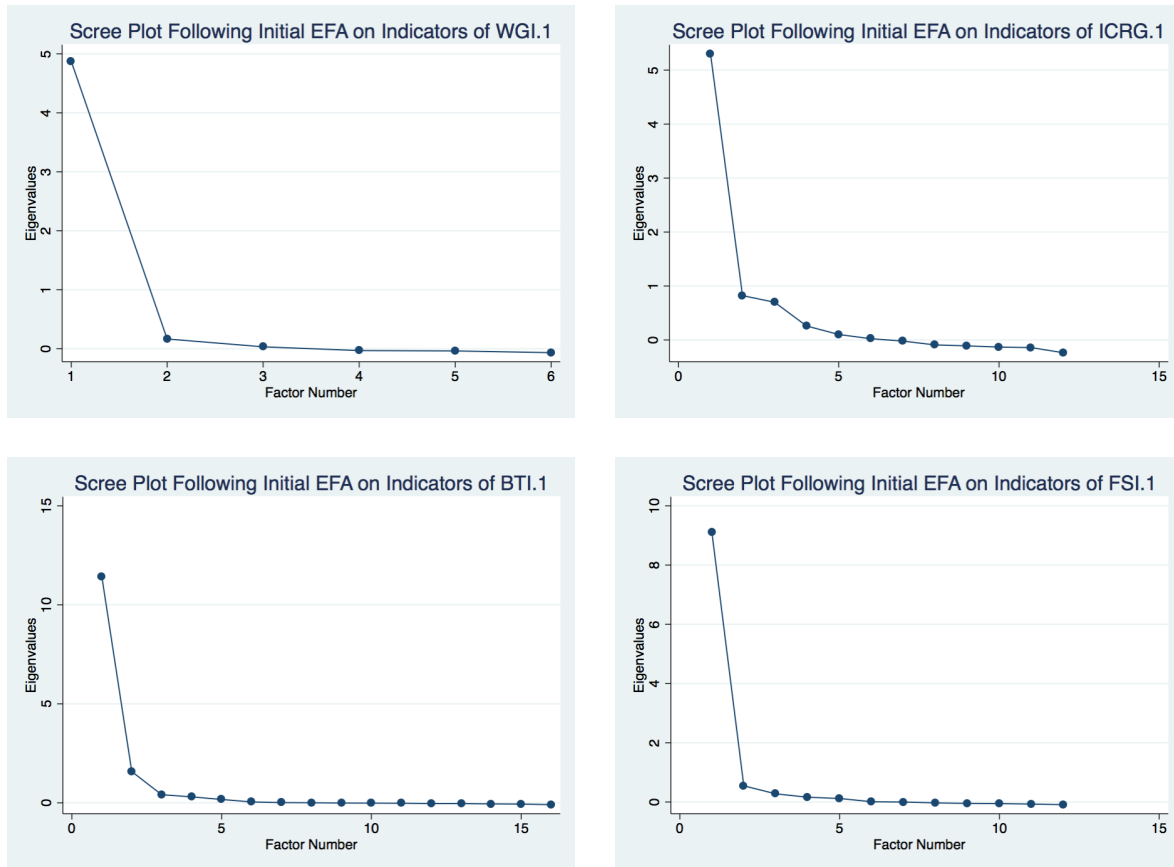 Scree Plot Following Initial EFA on Indicators of WGI.1
5
4
3
2
1
0
Eigenvalues
1 2 3 4 5 6
Factor Number
Scree Plot Following Initial EFA on Indicators of ICRG.1
5
4
3
2
1
0
Eigenvalues
0 5 10 15
Factor Number
Scree Plot Following Initial EFA on Indicators of BTI.1
15
10
5
0
Eigenvalues
0 5 10 15
Factor Number
Scree Plot Following Initial EFA on Indicators of FSI.1
10
8
6
4
2
0
Eigenvalues
0 5 10 15
Factor Number